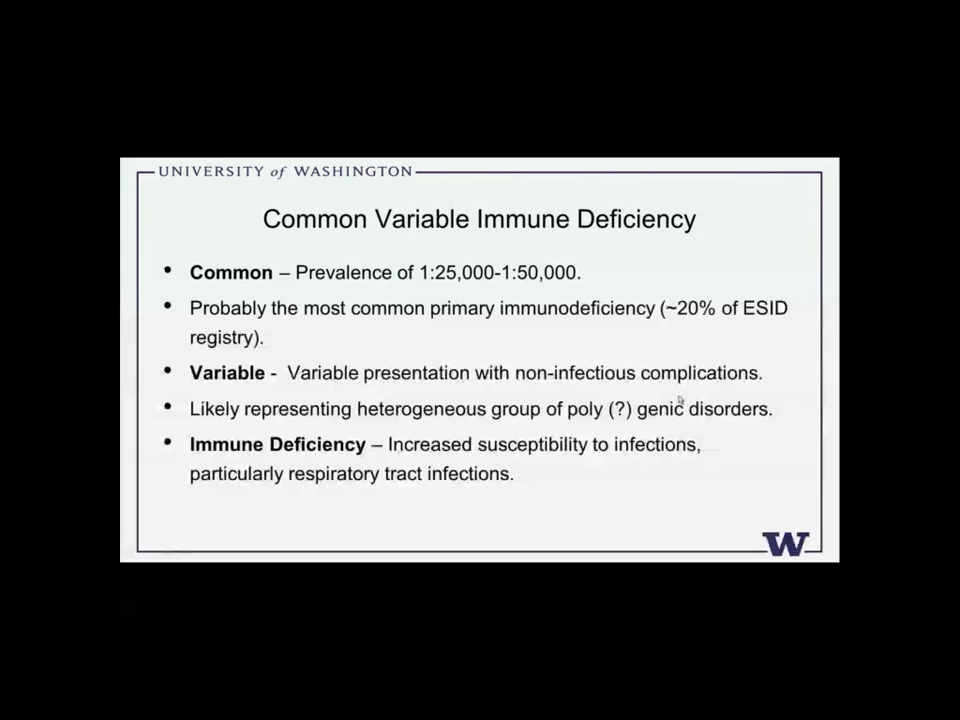 UNIVERSITY of WASHINGTON
Common Variable Immune Deficiency
• Common – Prevalence of 1:25,000-1:50,000.
• Probably the most common primary immunodeficiency (~20% of ESID
registry).
• Variable - Variable presentation with non-infectious complications.
• Likely representing heterogeneous group of poly (?) genic disorders.
• Immune Deficiency – Increased susceptibility to infections,
particularly respiratory tract infections.
W